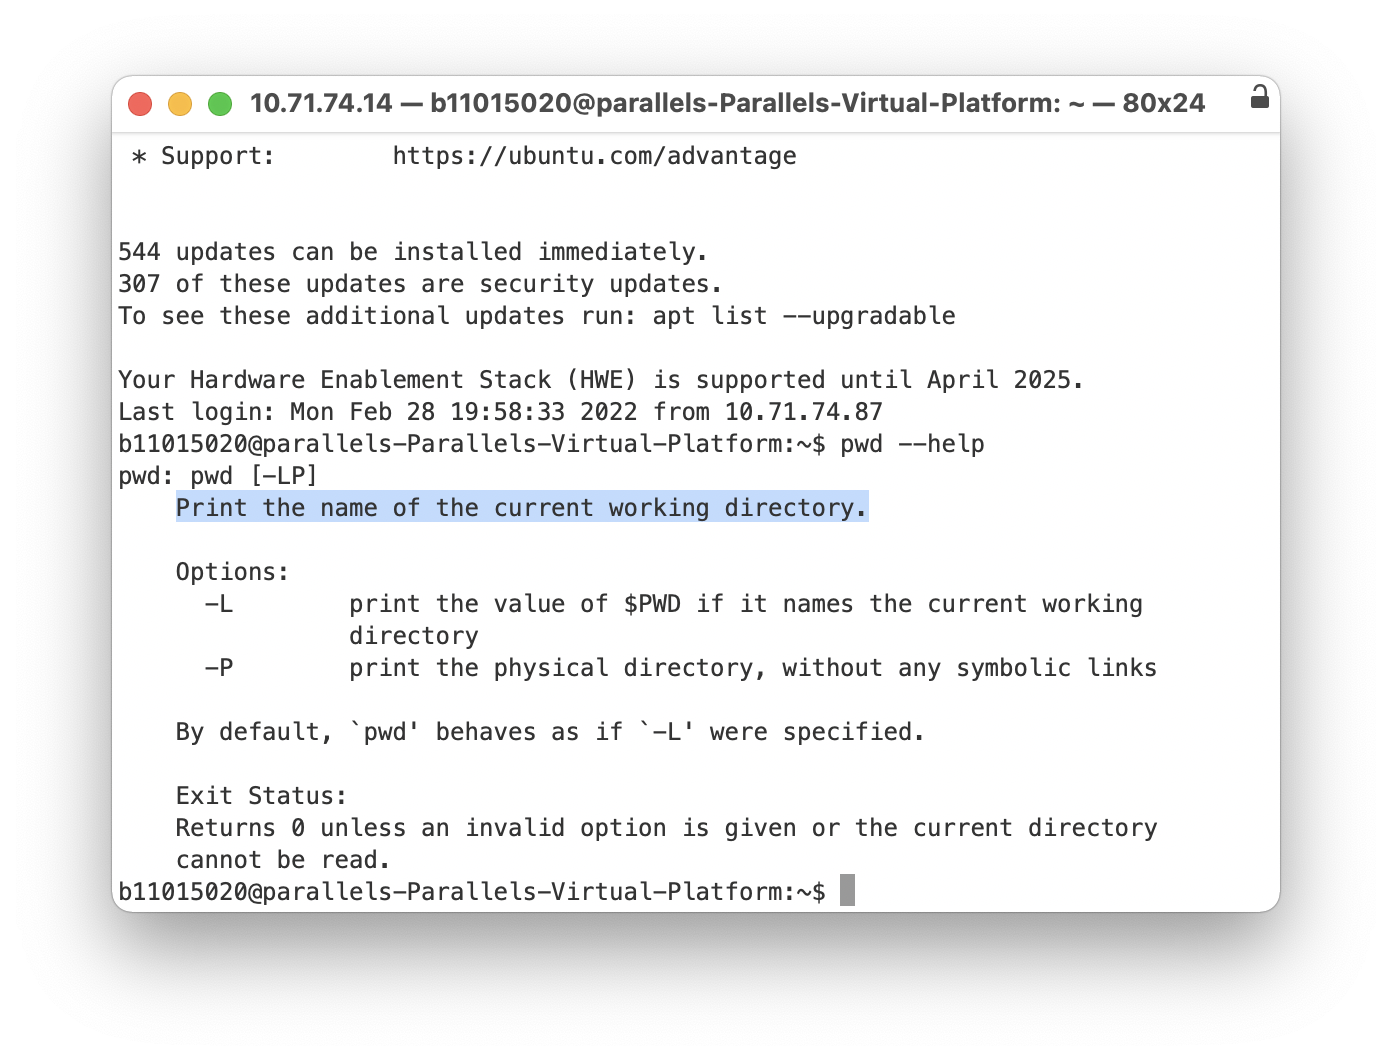 10.71.74.14 — b11015020@parallels-Parallels-Virtual-Platform: ~ — 80x24
* Support:        https://ubuntu.com/advantage
544 updates can be installed immediately.
307 of these updates are security updates.
To see these additional updates run: apt list --upgradable
Your Hardware Enablement Stack (HWE) is supported until April 2025.
Last login: Mon Feb 28 19:58:33 2022 from 10.71.74.87
b11015020@parallels-Parallels-Virtual-Platform:~$ pwd --help
pwd: pwd [-LP]
    Print the name of the current working directory.
    Options:
      -L        print the value of $PWD if it names the current working
                directory
      -P        print the physical directory, without any symbolic links
    By default, `pwd' behaves as if `-L' were specified.
    Exit Status:
    Returns 0 unless an invalid option is given or the current directory
    cannot be read.
b11015020@parallels-Parallels-Virtual-Platform:~$